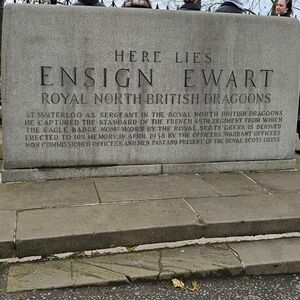 HERE LIES
ENSIGN EWART
ROYAL NORTH BRITISH DRAGOONS
AT WATERLOO AS SERGEANT IN THE ROYAL NORTH BRITISH DRAGOONS
HE CAPTURED THE STANDARD OF THE FRENCH 45TH REGIMENT FROM WHICH
THE EAGLE BADGE NOW WORN BY THE ROYAL SCOTS GREYS IS DERIVED
ERECTED TO HIS MEMORY IN APRIL 1938 BY THE OFFICERS WARRANT OFFICERS
NON COMMISSIONED OFFICERS AND MEN PAST AND PRESENT OF THE ROYAL SCOTS GREYS